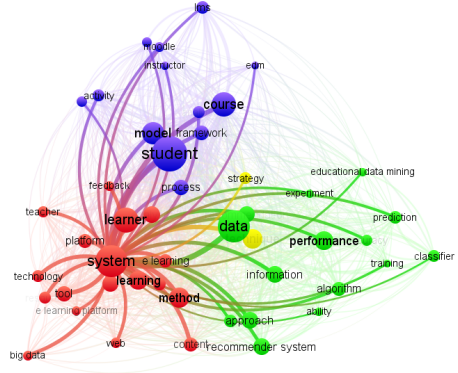 lms
moodle
instructor
edm
activity
course
model
framework
student
feedback
process
strategy
educational data mining
experiment
teacher
learner
data
prediction
platform
performance
system
e learning
classifier
training
technology
learning
information
tool
method
algorithm
e learning platform
ability
approach
web
content
recommender system
big data